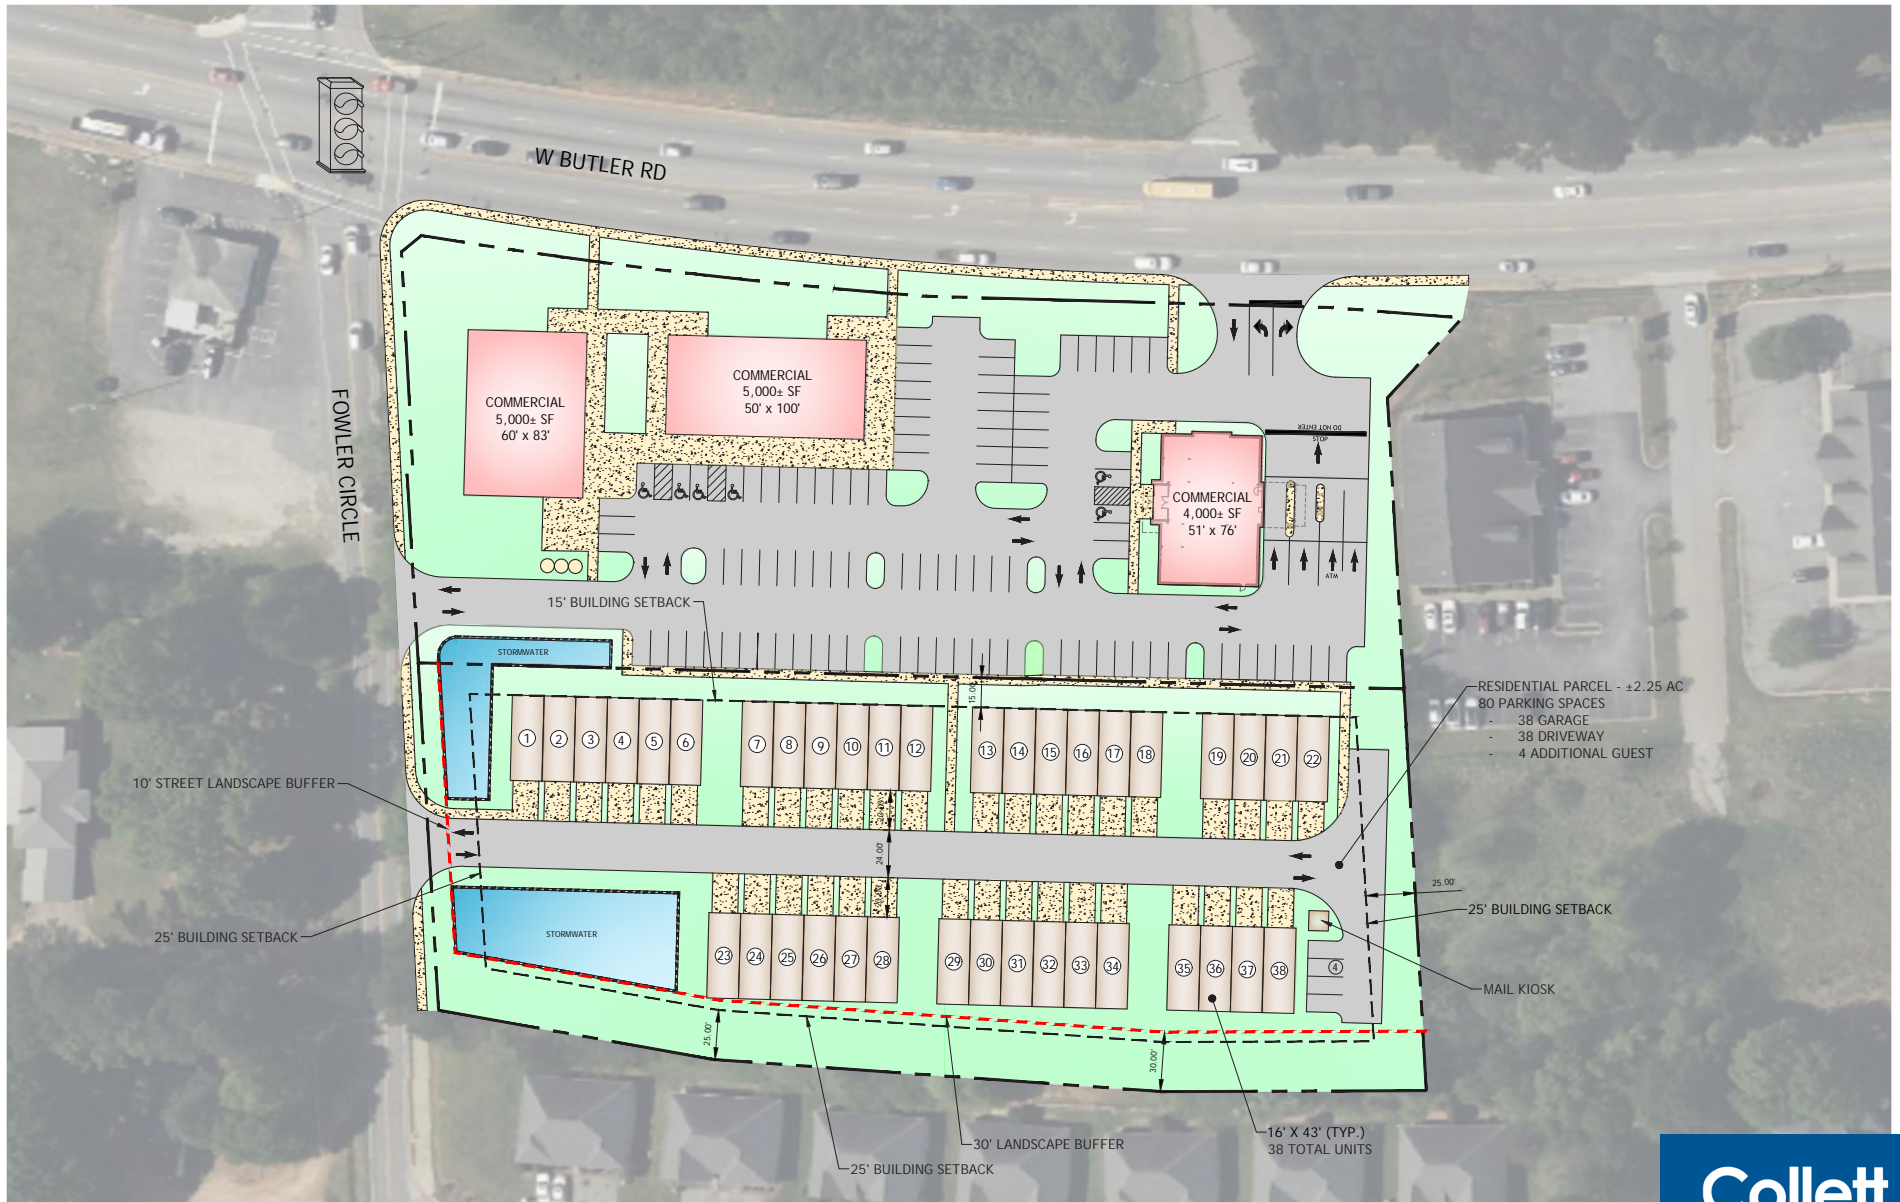 W BUTLER RD
FOWLER CIRCLE
COMMERCIAL
5,000± SF
60' x 83'
COMMERCIAL
5,000± SF
50' x 100'
COMMERCIAL
4,000± SF
51' x 76'
DO NOT ENTER
STOP
ATM
15' BUILDING SETBACK
STORMWATER
15.00'
RESIDENTIAL PARCEL - ±2.25 AC
80 PARKING SPACES
- 38 GARAGE
- 38 DRIVEWAY
- 4 ADDITIONAL GUEST
1 2 3 4 5 6 7 8 9 10 11 12 13 14 15 16 17 18 19 20 21 22
10' STREET LANDSCAPE BUFFER
24.00'
25.00'
25' BUILDING SETBACK
25' BUILDING SETBACK
STORMWATER
23 24 25 26 27 28 29 30 31 32 33 34 35 36 37 38
4
MAIL KIOSK
25.00'
30.00'
16' X 43' (TYP.)
38 TOTAL UNITS
30' LANDSCAPE BUFFER
25' BUILDING SETBACK
Collett